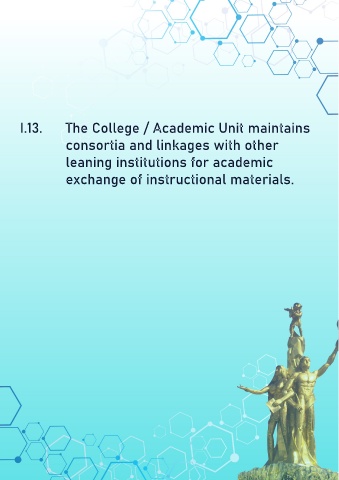 I.13. The College / Academic Unit maintains
consortia and linkages with other
leaning institutions for academic
exchange of instructional materials.